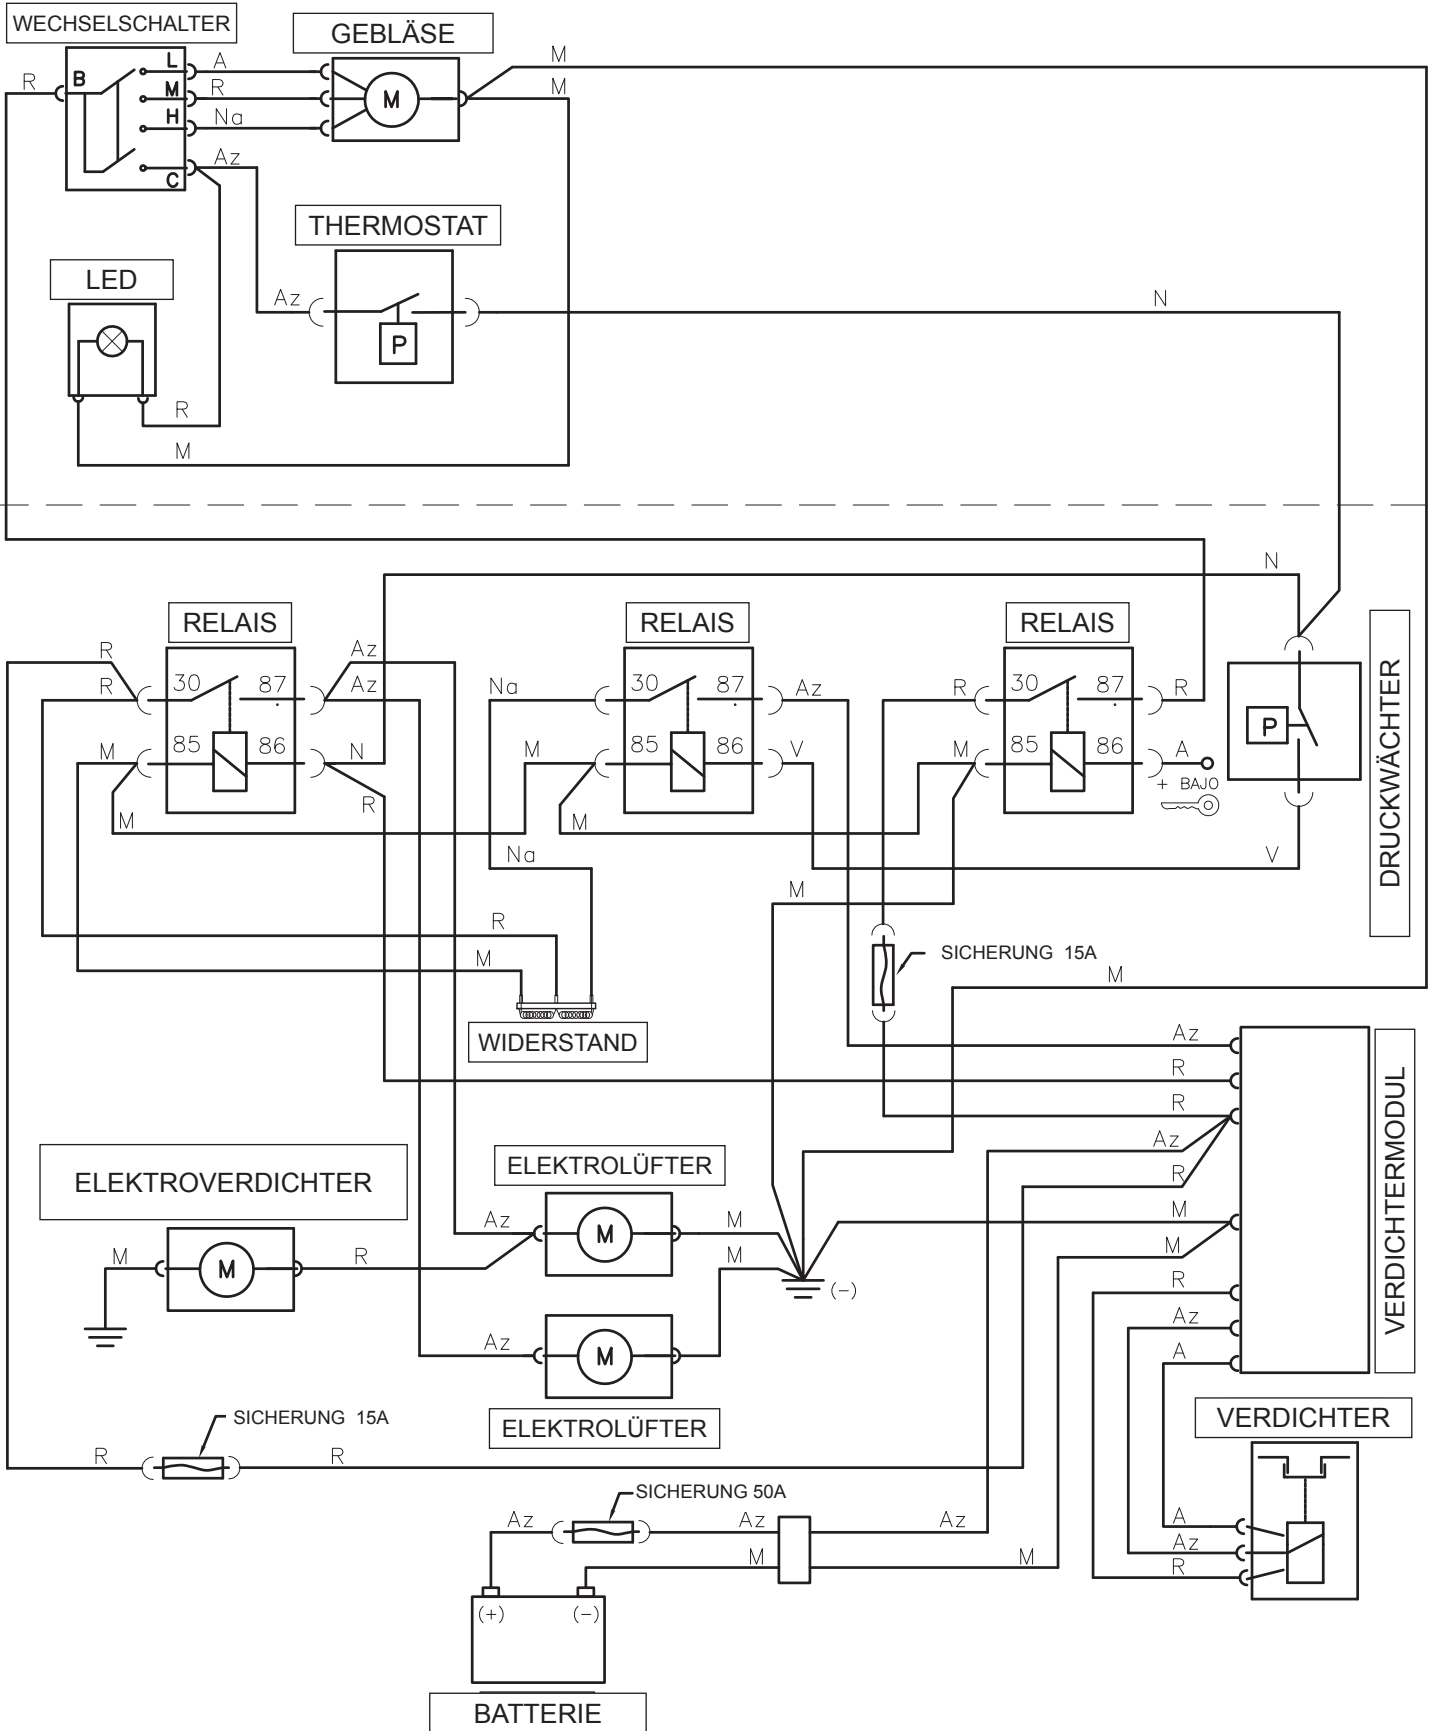 WECHSELSCHALTER
GEBLÄSE
R
B
L
M
H
C
A
R
Na
Az
M
M
M
THERMOSTAT
LED
Az
P
N
R
M
N
RELAIS
RELAIS
RELAIS
R
R
30
87
Az
Az
M
85
86
N
R
M
Na
30
87
Az
M
85
86
V
M
Na
R
30
87
R
M
85
86
A
+ BAJO
P
DRUCKWÄCHTER
V
M
R
M
SICHERUNG 15A
M
WIDERSTAND
Az
R
R
Az
R
M
M
R
Az
A
VERDICHTERMODUL
ELEKTROVERDICHTER
ELEKTROLÜFTER
M
M
R
Az
M
M
M
(-)
Az
M
ELEKTROLÜFTER
SICHERUNG 15A
R
R
VERDICHTER
A
Az
R
SICHERUNG 50A
Az
Az
Az
M
M
(+)
(-)
BATTERIE